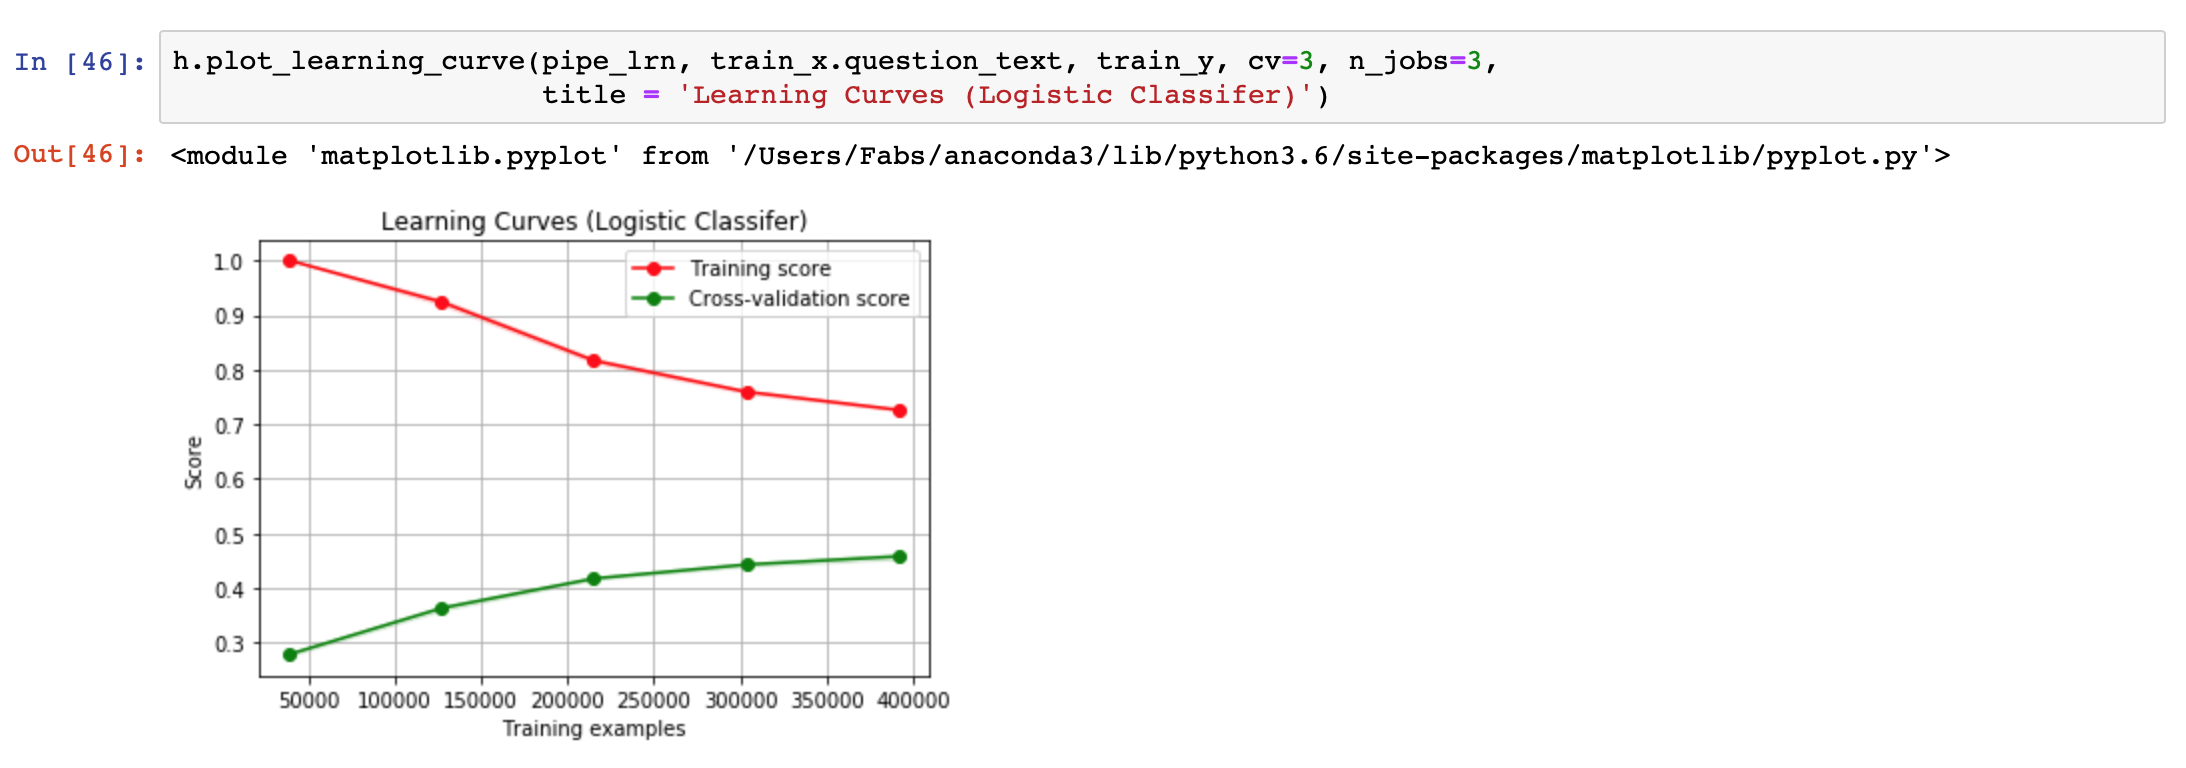 In [46]: h.plot_learning_curve(pipe_lrn, train_x.question_text, train_y, cv=3, n_jobs=3,
title = 'Learning Curves (Logistic Classifer)')
Out[46]: <module 'matplotlib.pyplot' from '/Users/Fabs/anaconda3/lib/python3.6/site-packages/matplotlib/pyplot.py'>
Learning Curves (Logistic Classifer)
Training score
Cross-validation score
1.0
0.9
0.8
0.7
0.6
0.5
0.4
0.3
Score
50000 100000 150000 200000 250000 300000 350000 400000
Training examples